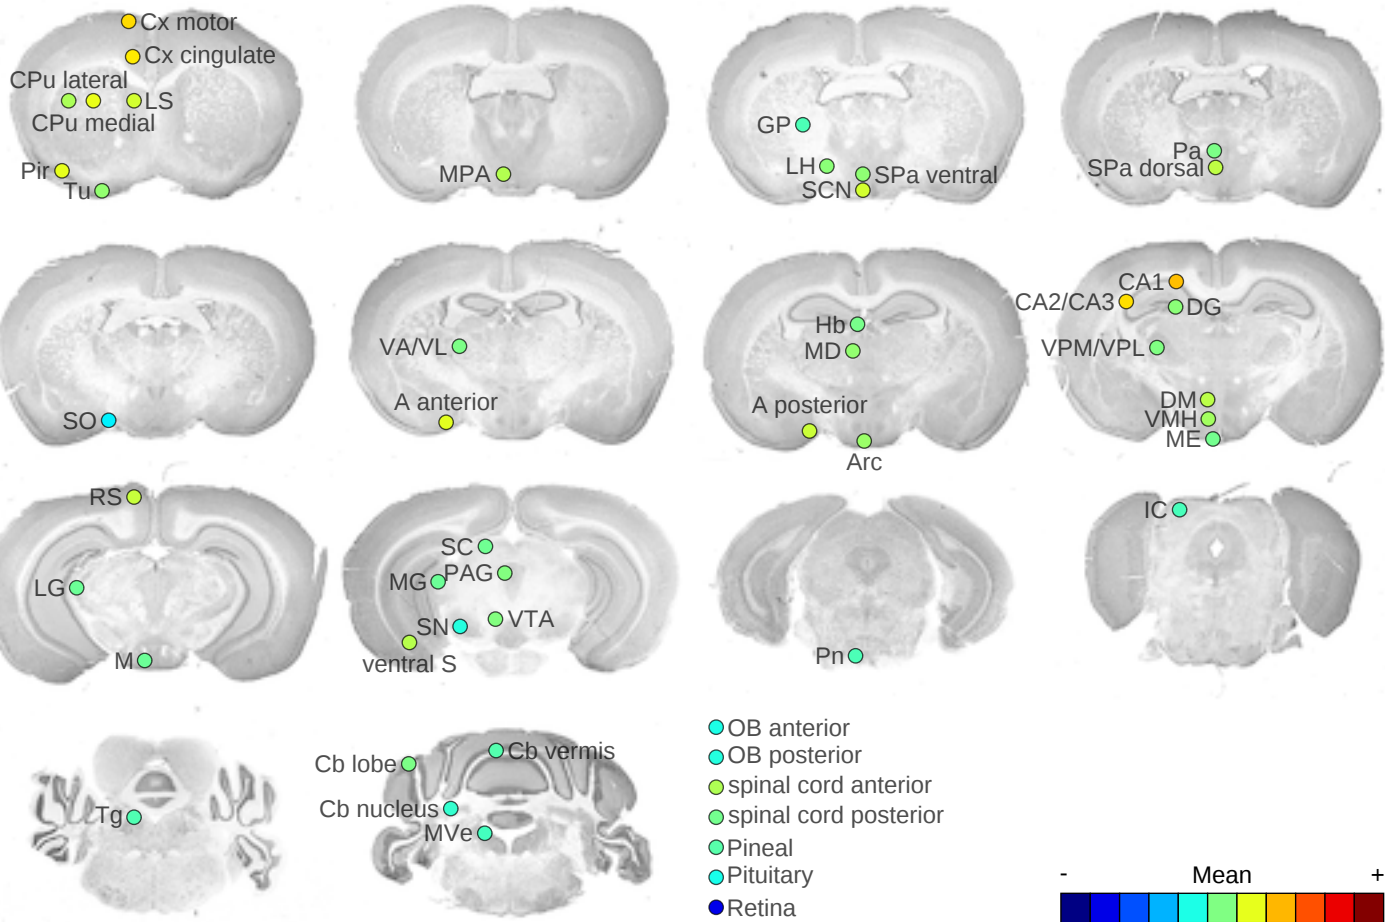 Cx motor
Cx cingulate
CPu lateral
LS
CPu medial
Pir
Tu
MPA
GP
LH
SPa ventral
SCN
Pa
SPa dorsal
SO
VA/VL
A anterior
Hb
MD
A posterior
Arc
CA1
CA2/CA3
DG
VPM/VPL
DM
VMH
ME
RS
LG
M
SC
MG
PAG
SN
VTA
ventral S
Pn
IC
Tg
Cb lobe
Cb vermis
Cb nucleus
MVe
OB anterior
OB posterior
spinal cord anterior
spinal cord posterior
Pineal
Pituitary
Retina
- Mean +